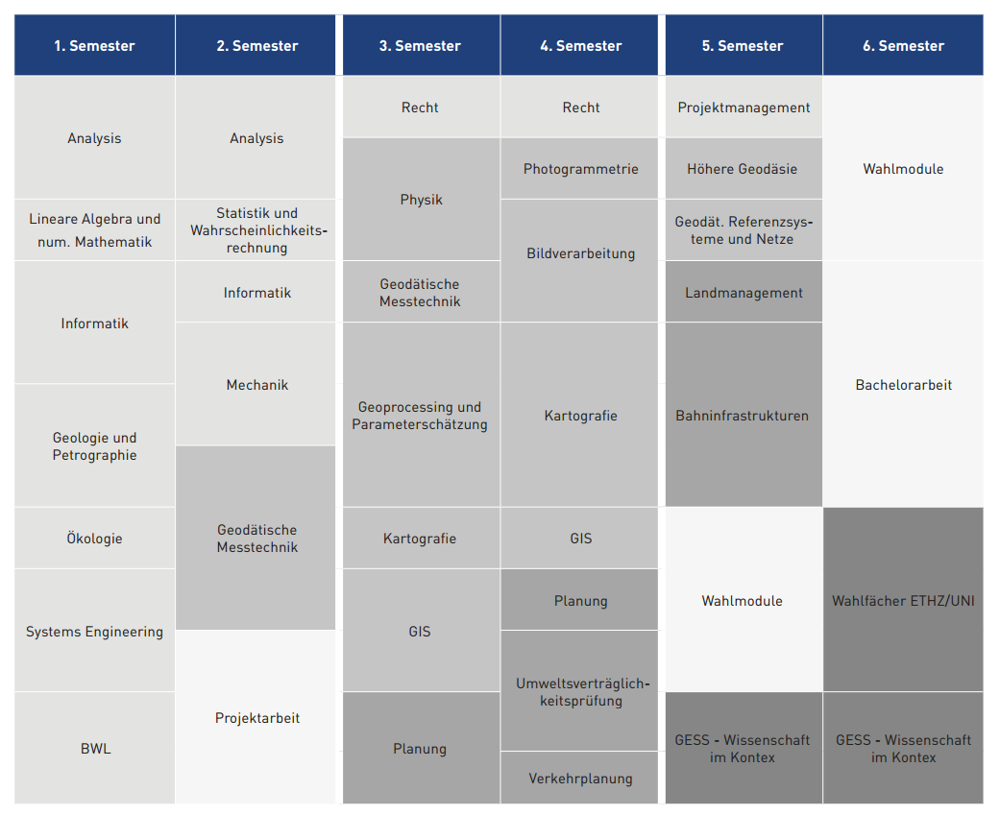 1. Semester
2. Semester
3. Semester
4. Semester
5. Semester
6. Semester
Analysis
Lineare Algebra und
num. Mathematik
Informatik
Geologie und
Petrographie
Ökologie
Systems Engineering
BWL
Analysis
Statistik und
Wahrscheinlichkeits-
rechnung
Informatik
Mechanik
Geodätische
Messtechnik
Projektarbeit
Recht
Physik
Geodätische
Messtechnik
Geoprocessing und
Parameterschätzung
Kartografie
GIS
Planung
Recht
Photogrammetrie
Bildverarbeitung
Kartografie
GIS
Planung
Umweltsverträglich-
keitsprüfung
Verkehrplanung
Projektmanagement
Höhere Geodäsie
Geodät. Referenzsys-
teme und Netze
Landmanagement
Bahninfrastrukturen
Wahlmodule
GESS - Wissenschaft
im Kontex
Wahlmodule
Bachelorarbeit
Wahlfächer ETHZ/UNI
GESS - Wissenschaft
im Kontex